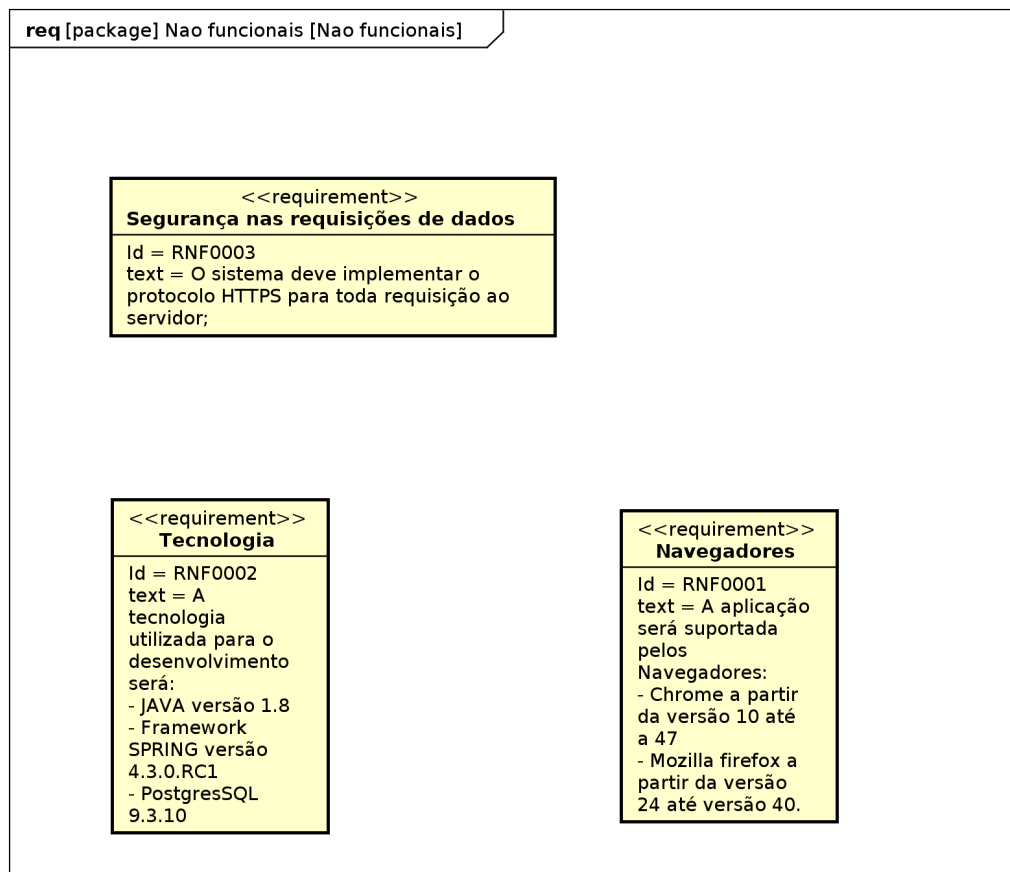 req [package] Nao funcionais [Nao funcionais]
<<requirement>>
Segurança nas requisições de dados
Id = RNF0003
text = O sistema deve implementar o
protocolo HTTPS para toda requisição ao
servidor;
<<requirement>>
Tecnologia
Id = RNF0002
text = A
tecnologia
utilizada para o
desenvolvimento
será:
- JAVA versão 1.8
- Framework
SPRING versão
4.3.0.RC1
- PostgresSQL
9.3.10
<<requirement>>
Navegadores
Id = RNF0001
text = A aplicação
será suportada
pelos
Navegadores:
- Chrome a partir
da versão 10 até
a 47
- Mozilla firefox a
partir da versão
24 até versão 40.